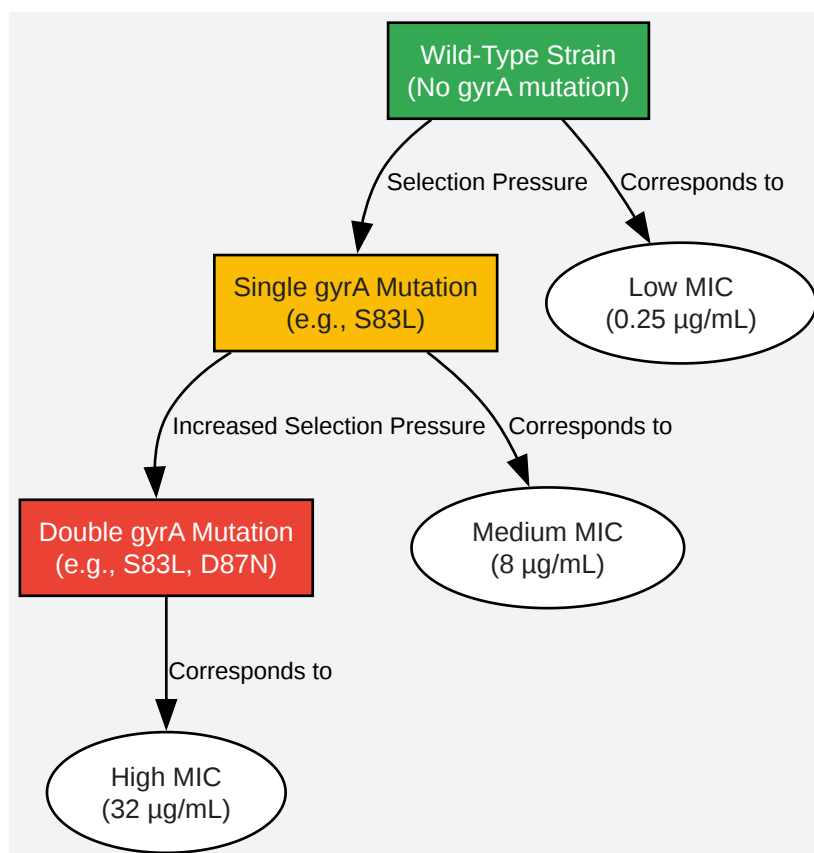 Wild-Type Strain
(No gyrA mutation)
Selection Pressure
Corresponds to
Single gyrA Mutation
(e.g., S83L)
Low MIC
(0.25 µg/mL)
Increased Selection Pressure
Corresponds to
Double gyrA Mutation
(e.g., S83L, D87N)
Medium MIC
(8 µg/mL)
Corresponds to
High MIC
(32 µg/mL)